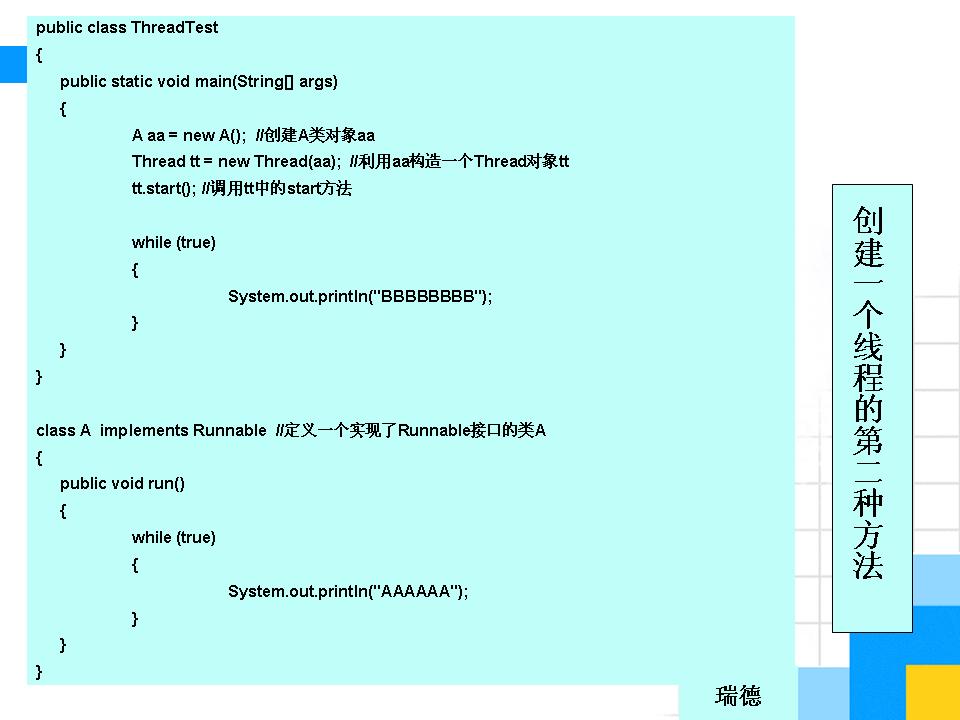 public class ThreadTest
{
public static void main(String[] args)
{
A aa = new A();  //创建A类对象aa
Thread tt = new Thread(aa);  //利用aa构造一个Thread对象tt
tt.start(); //调用tt中的start方法
while (true)
{
System.out.println("BBBBBBBB");
}
}
}
class A  implements Runnable  //定义一个实现了Runnable接口的类A
{
public void run()
{
while (true)
{
System.out.println("AAAAAA");
}
}
}
创建一个线程的第二种方法
瑞德